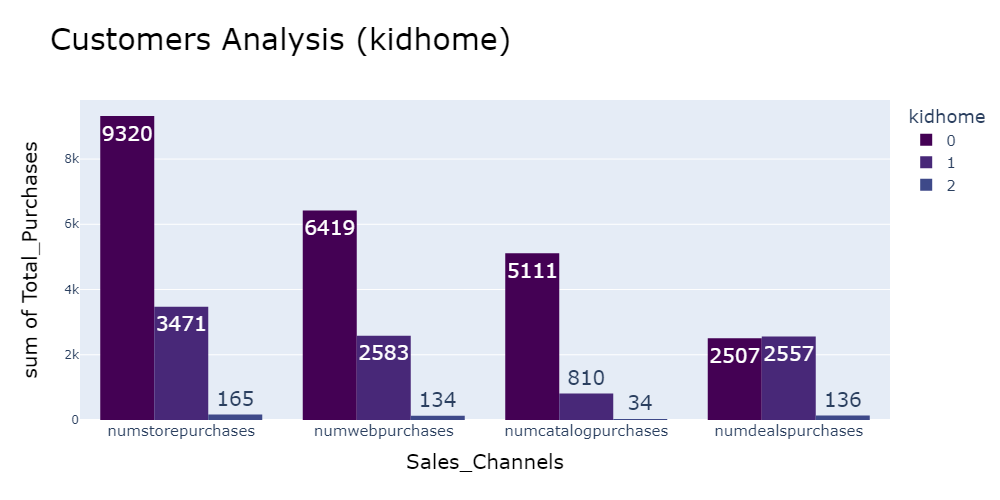 Customers Analysis (kidhome)
kidhome
0
1
2
sum of Total_Purchases
8k
6k
4k
2k
0
9320
3471
165
6419
2583
134
5111
810
34
2507
2557
136
numstorepurchases
numwebpurchases
numcatalogpurchases
numdealspurchases
Sales_Channels